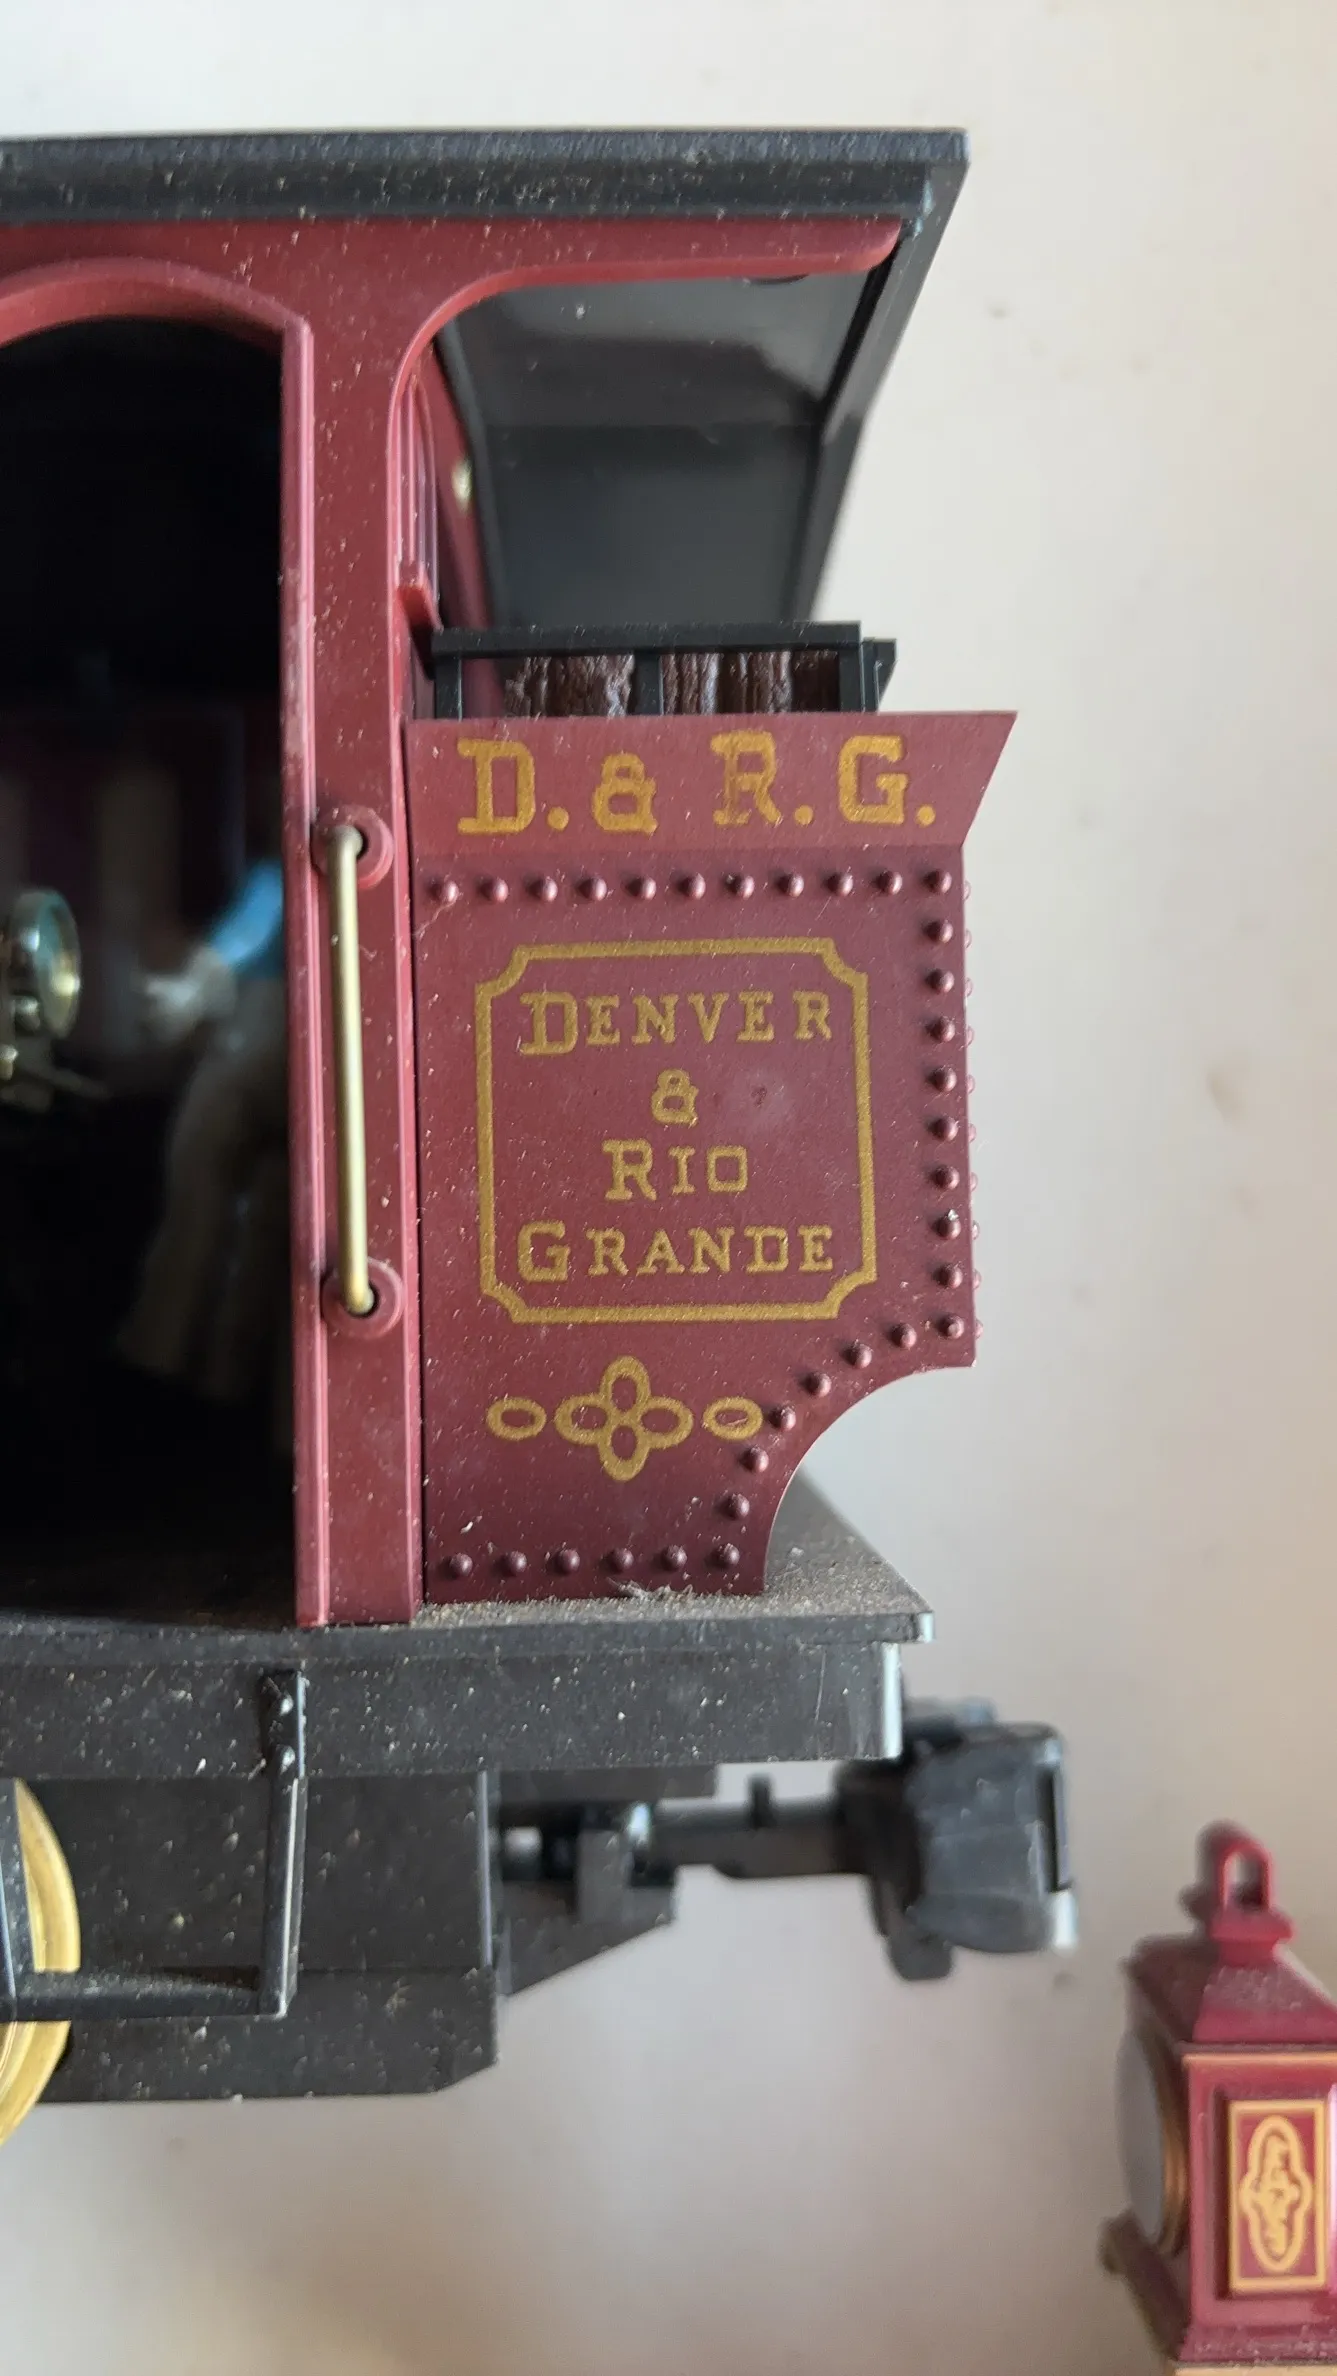 D. & R. G.
DENVER
&
RIO
GRANDE